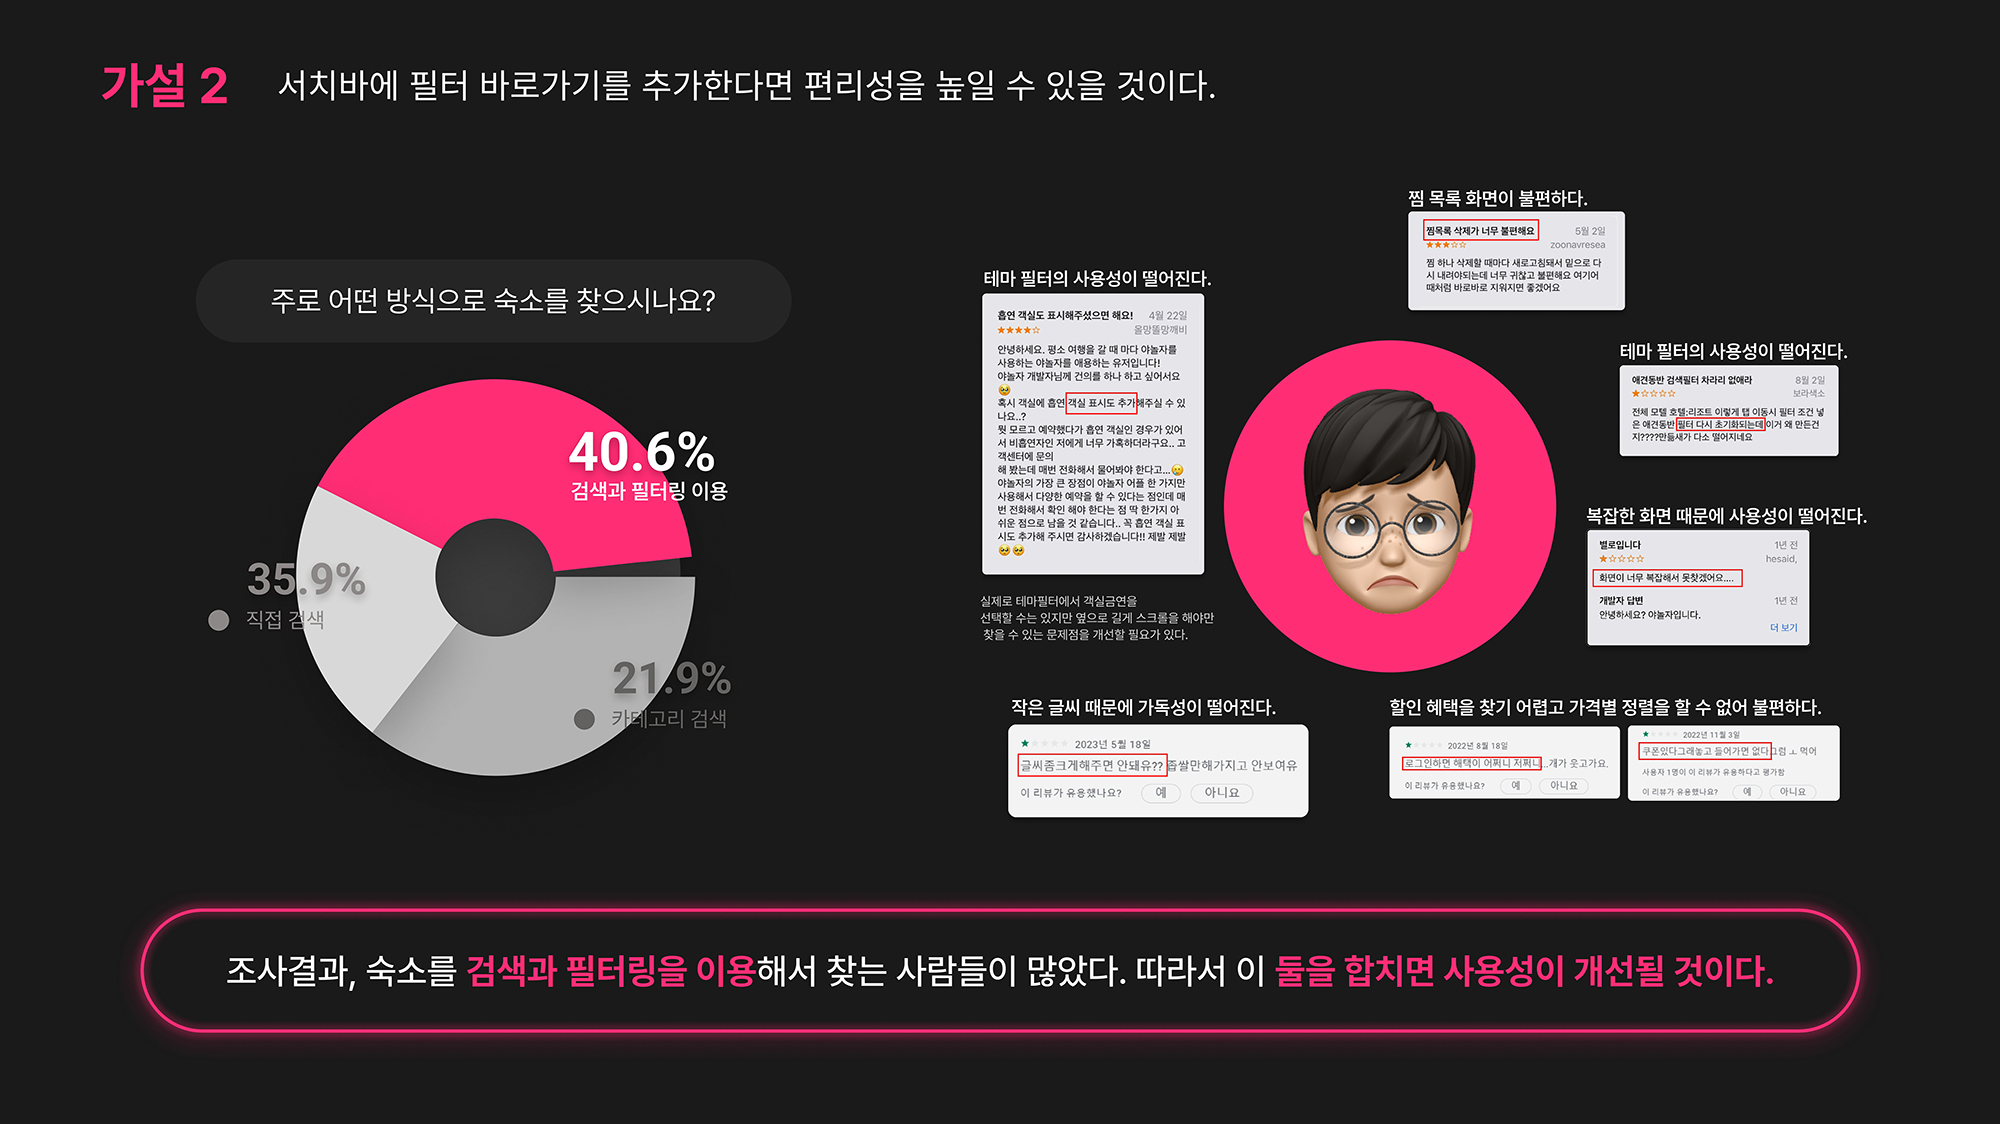 가설 2
서치바에 필터 바로가기를 추가한다면 편리성을 높일 수 있을 것이다.
주로 어떤 방식으로 숙소를 찾으시나요?
40.6%
검색과 필터링 이용
35.9%
직접 검색
21.9%
카테고리 검색
찜 목록 화면이 불편하다.
찜목록 삭제가 너무 불편해요
5월 2일
★★★☆☆
zoonavresea
찜 하나 삭제할 때마다 새로고침돼서 밑으로 다
시 내려야되는데 너무 귀찮고 불편해요 여기어
때처럼 바로바로 지워지면 좋겠어요
테마 필터의 사용성이 떨어진다.
흡연 객실도 표시해주셨으면 해요!
4월 22일
★★★★☆
올망똘망깨비
안녕하세요. 평소 여행을 갈 때 마다 야놀자를
사용하는 야놀자를 애용하는 유저입니다!
야놀자 개발자님께 건의를 하나 하고 싶어서요
🥹
혹시 객실에 흡연 객실 표시도 추가해주실 수 있
나요..?
뭣 모르고 예약했다가 흡연 객실인 경우가 있어
서 비흡연자인 저에게 너무 가혹하더라구요.. 고
객센터에 문의
해 봤는데 매번 전화해서 물어봐야 한다고...🥲
야놀자의 가장 큰 장점이 야놀자 어플 한 가지만
사용해서 다양한 예약을 할 수 있다는 점인데 매
번 전화해서 확인 해야 한다는 점 딱 한가지 아
쉬운 점으로 남을 것 같습니다.. 꼭 흡연 객실 표
시도 추가해 주시면 감사하겠습니다!! 제발 제발
🥹🥹
실제로 테마필터에서 객실금연을
선택할 수는 있지만 옆으로 길게 스크롤을 해야만
찾을 수 있는 문제점을 개선할 필요가 있다.
테마 필터의 사용성이 떨어진다.
애견동반 검색필터 차라리 없애라
8월 2일
★☆☆☆☆
보라색소
전체 모텔 호텔;리조트 이렇게 탭 이동시 필터 조건 넣
은 애견동반 필터 다시 초기화되는데 이거 왜 만든건
지????만듦새가 다소 떨어지네요
복잡한 화면 때문에 사용성이 떨어진다.
별로입니다
1년 전
★☆☆☆☆
hesaid,
화면이 너무 복잡해서 못찾겠어요....
개발자 답변
1년 전
안녕하세요? 야놀자입니다.
더 보기
작은 글씨 때문에 가독성이 떨어진다.
★★★★★ 2023년 5월 18일
글씨좀크게해주면 안돼유?? 좁쌀만해가지고 안보여유
이 리뷰가 유용했나요?
예
아니요
할인 혜택을 찾기 어렵고 가격별 정렬을 할 수 없어 불편하다.
★★★★★ 2022년 8월 18일
로그인하면 해택이 어쩌니 저쩌니...개가 웃고가요.
이 리뷰가 유용했나요?
예
아니요
★★★★★ 2022년 11월 3일
쿠폰있다그래놓고 들어가면 없다그럼 ㅗ 먹어
사용자 1명이 이 리뷰가 유용하다고 평가함
이 리뷰가 유용했나요?
예
아니요
조사결과, 숙소를 검색과 필터링을 이용해서 찾는 사람들이 많았다. 따라서 이 둘을 합치면 사용성이 개선될 것이다.